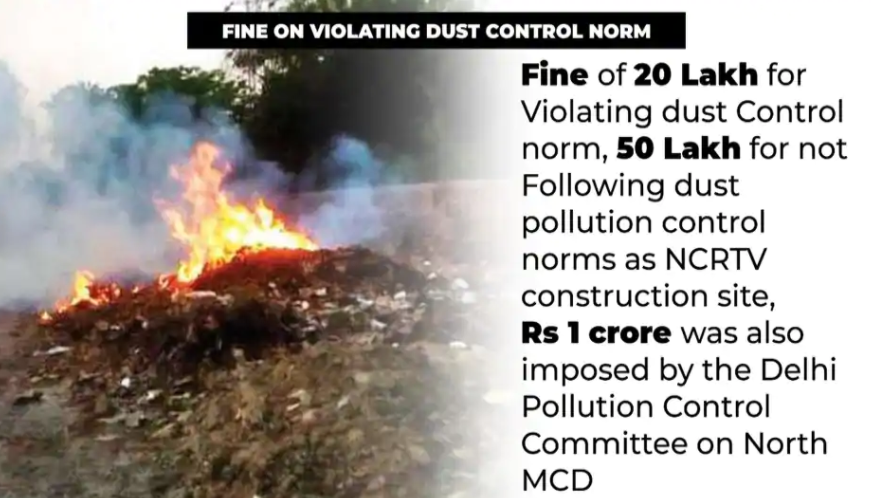 FINE ON VIOLATING DUST CONTROL NORM
Fine of 20 Lakh for
Violating dust Control
norm, 50 Lakh for not
Following dust
pollution control
norms as NCRTV
construction site,
Rs 1 crore was also
imposed by the Delhi
Pollution Control
Committee on North
MCD